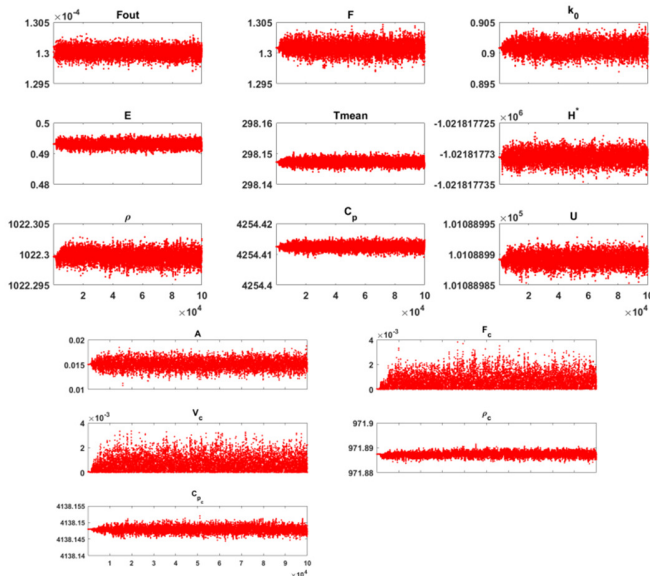 ×10⁻⁴ Fout F k₀
1.305 1.305 0.905
1.3 1.3 0.9
1.295 1.295 0.895
E Tmean ×10⁶ H*
0.5 298.16 -1.021817725
0.49 298.15 -1.02181773
0.48 298.14 -1.021817735
ρ Cₚ ×10⁵ U
1022.305 4254.42 1.01088995
1022.3 4254.41 1.0108899
1022.295 4254.4 1.01088985
2 4 6 8 10 2 4 6 8 10 2 4 6 8 10
×10⁴ ×10⁴ ×10⁴
A F_c
0.02 4 ×10⁻³
0.015 2
0.01 0
V_c ρ_c
4 ×10⁻³ 971.9
2 971.89
0 971.88
C_p_c
4138.155
4138.15
4138.145
4138.14
1 2 3 4 5 6 7 8 9 10
×10⁴